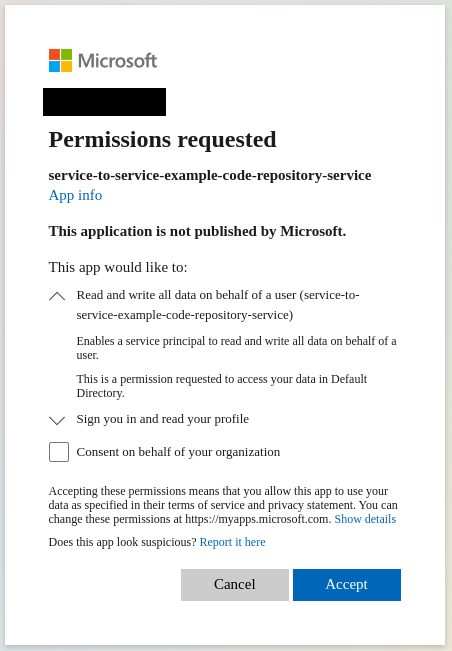 Microsoft
Permissions requested
service-to-service-example-code-repository-service
App info
This application is not published by Microsoft.
This app would like to:
Read and write all data on behalf of a user (service-to-
service-example-code-repository-service)
Enables a service principal to read and write all data on behalf of a
user.
This is a permission requested to access your data in Default
Directory.
Sign you in and read your profile
Consent on behalf of your organization
Accepting these permissions means that you allow this app to use your
data as specified in their terms of service and privacy statement. You can
change these permissions at https://myapps.microsoft.com. Show details
Does this app look suspicious? Report it here
Cancel Accept